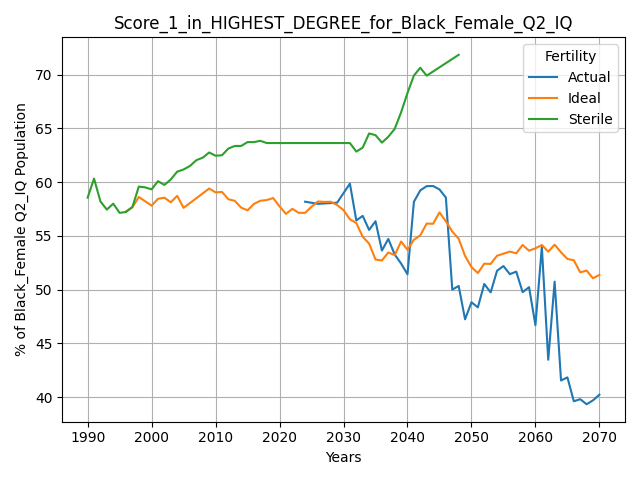 Score_1_in_HIGHEST_DEGREE_for_Black_Female_Q2_IQ
Fertility
Actual
Ideal
Sterile
% of Black_Female Q2_IQ Population
70
65
60
55
50
45
40
1990
2000
2010
2020
2030
2040
2050
2060
2070
Years